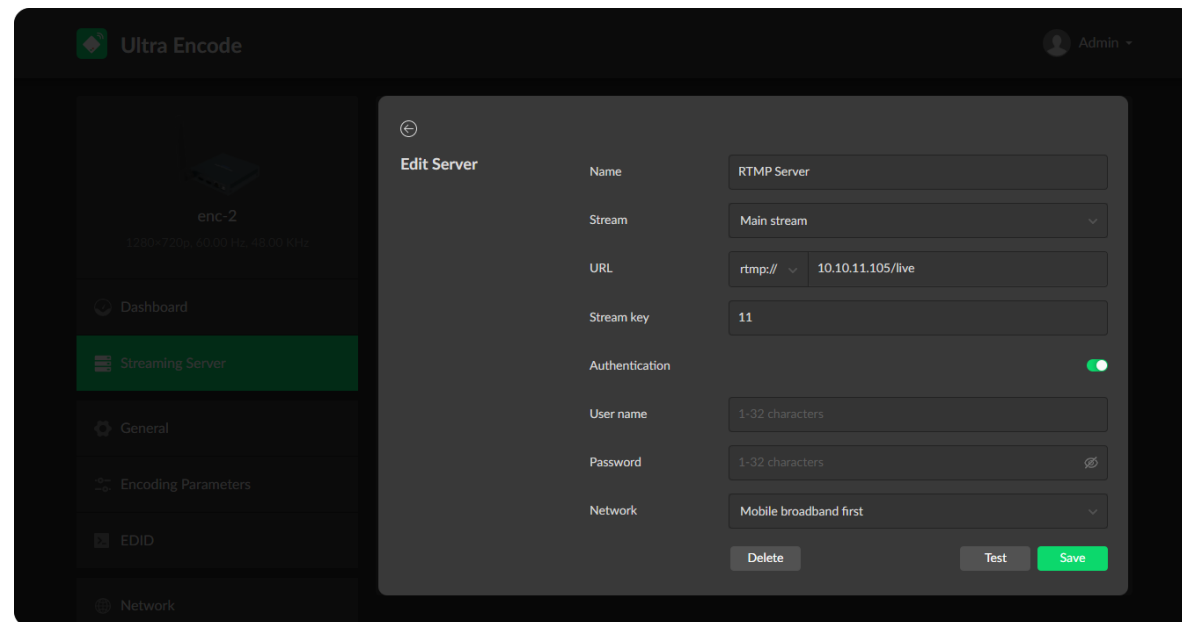 Ultra Encode
Admin
enc-2
1280×720p, 60.00 Hz, 48.00 KHz
Dashboard
Streaming Server
General
Encoding Parameters
EDID
Network
Edit Server
Name
RTMP Server
Stream
Main stream
URL
rtmp://
10.10.11.105/live
Stream key
11
Authentication
User name
1-32 characters
Password
1-32 characters
Network
Mobile broadband first
Delete
Test
Save